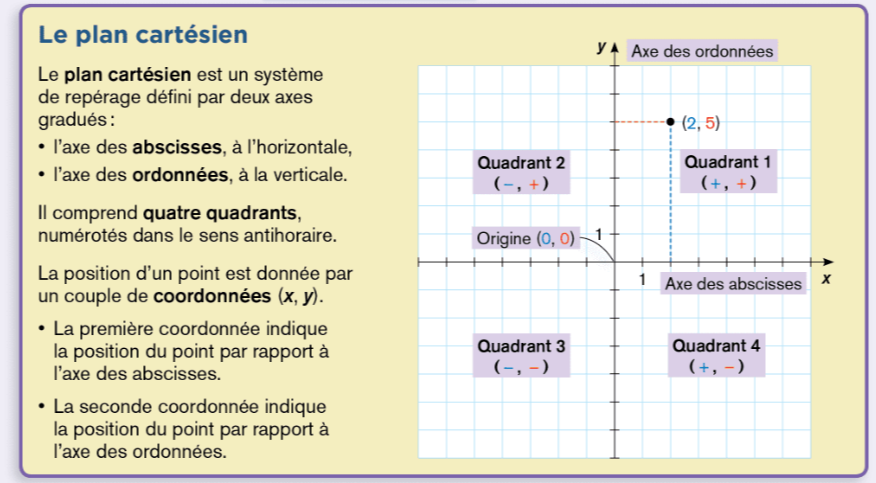 Le plan cartésien
Le plan cartésien est un système
de repérage défini par deux axes
gradués :
• l'axe des abscisses, à l'horizontale,
• l'axe des ordonnées, à la verticale.
Il comprend quatre quadrants,
numérotés dans le sens antihoraire.
La position d'un point est donnée par
un couple de coordonnées (x, y).
• La première coordonnée indique
la position du point par rapport à
l'axe des abscisses.
• La seconde coordonnée indique
la position du point par rapport à
l'axe des ordonnées.
y
Axe des ordonnées
(2, 5)
Quadrant 2
(−, +)
Quadrant 1
(+, +)
Origine (0, 0)
1
1
Axe des abscisses
x
Quadrant 3
(−, −)
Quadrant 4
(+, −)